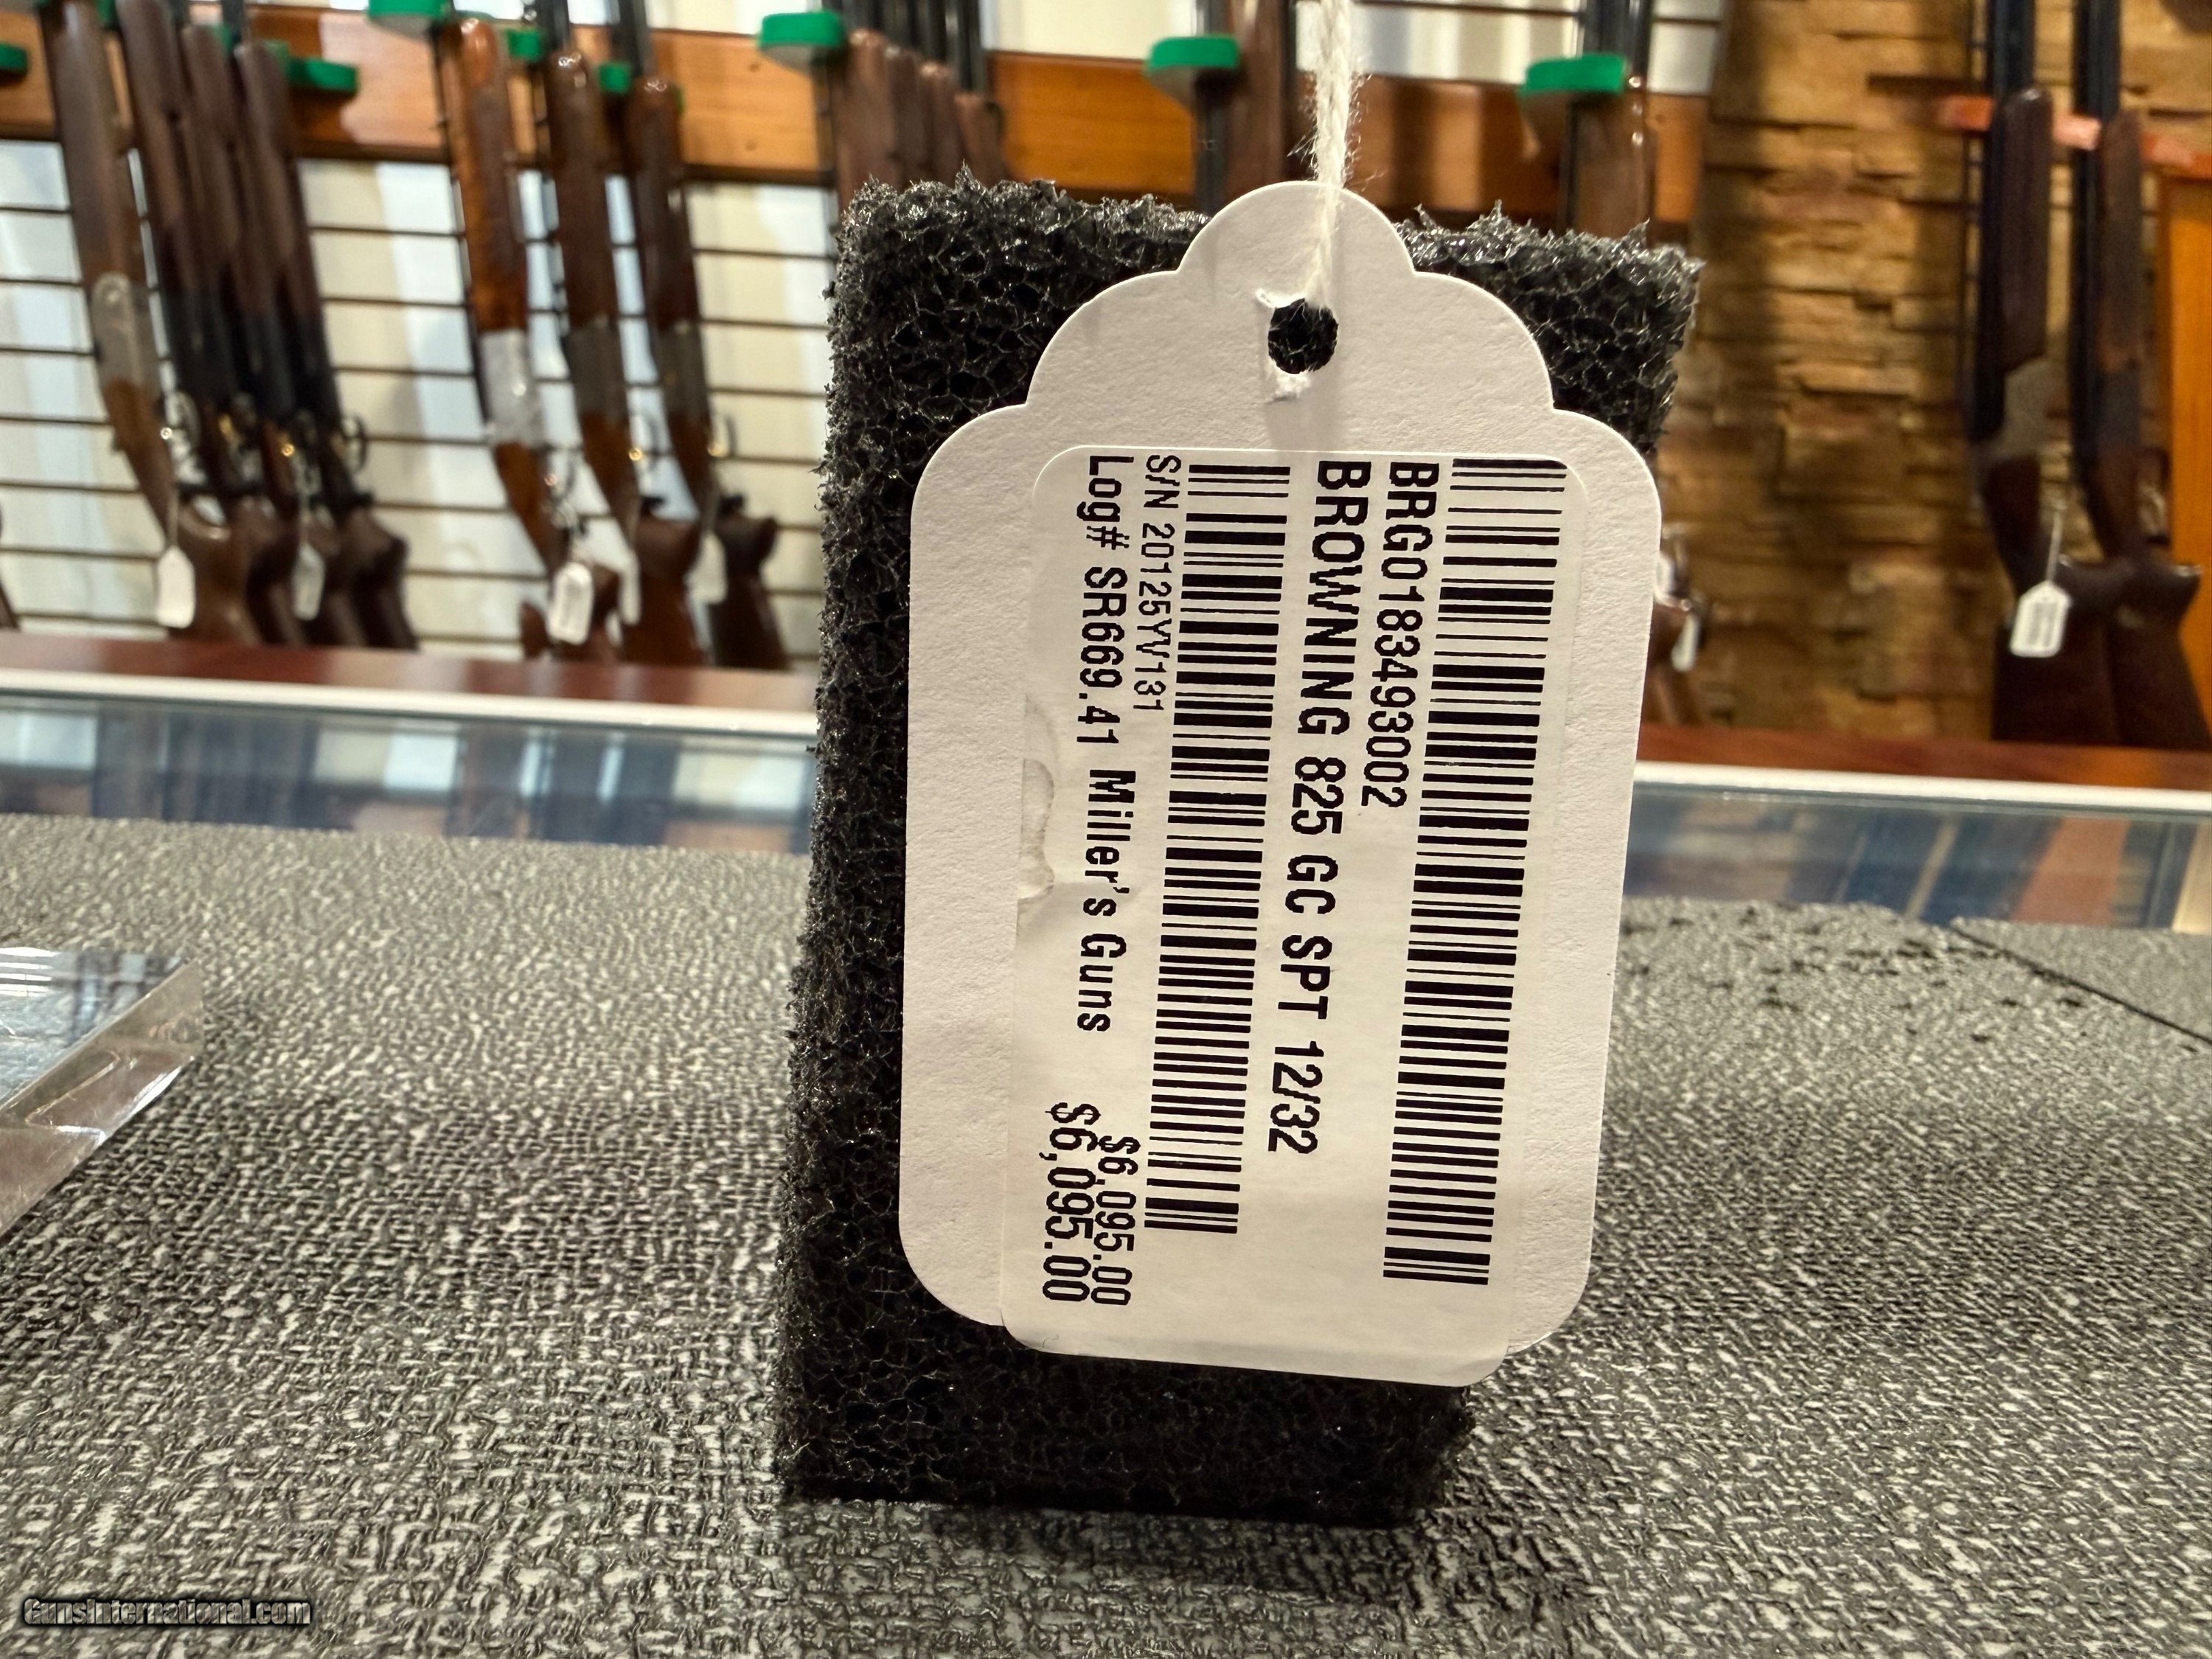 BRG0183493002
BROWNING 825 GC SPT 12/32
S/N 20125YV131
$6,095.00
Log# SR669.41 Miller's Guns
$6,095.00
GunsInternational.com